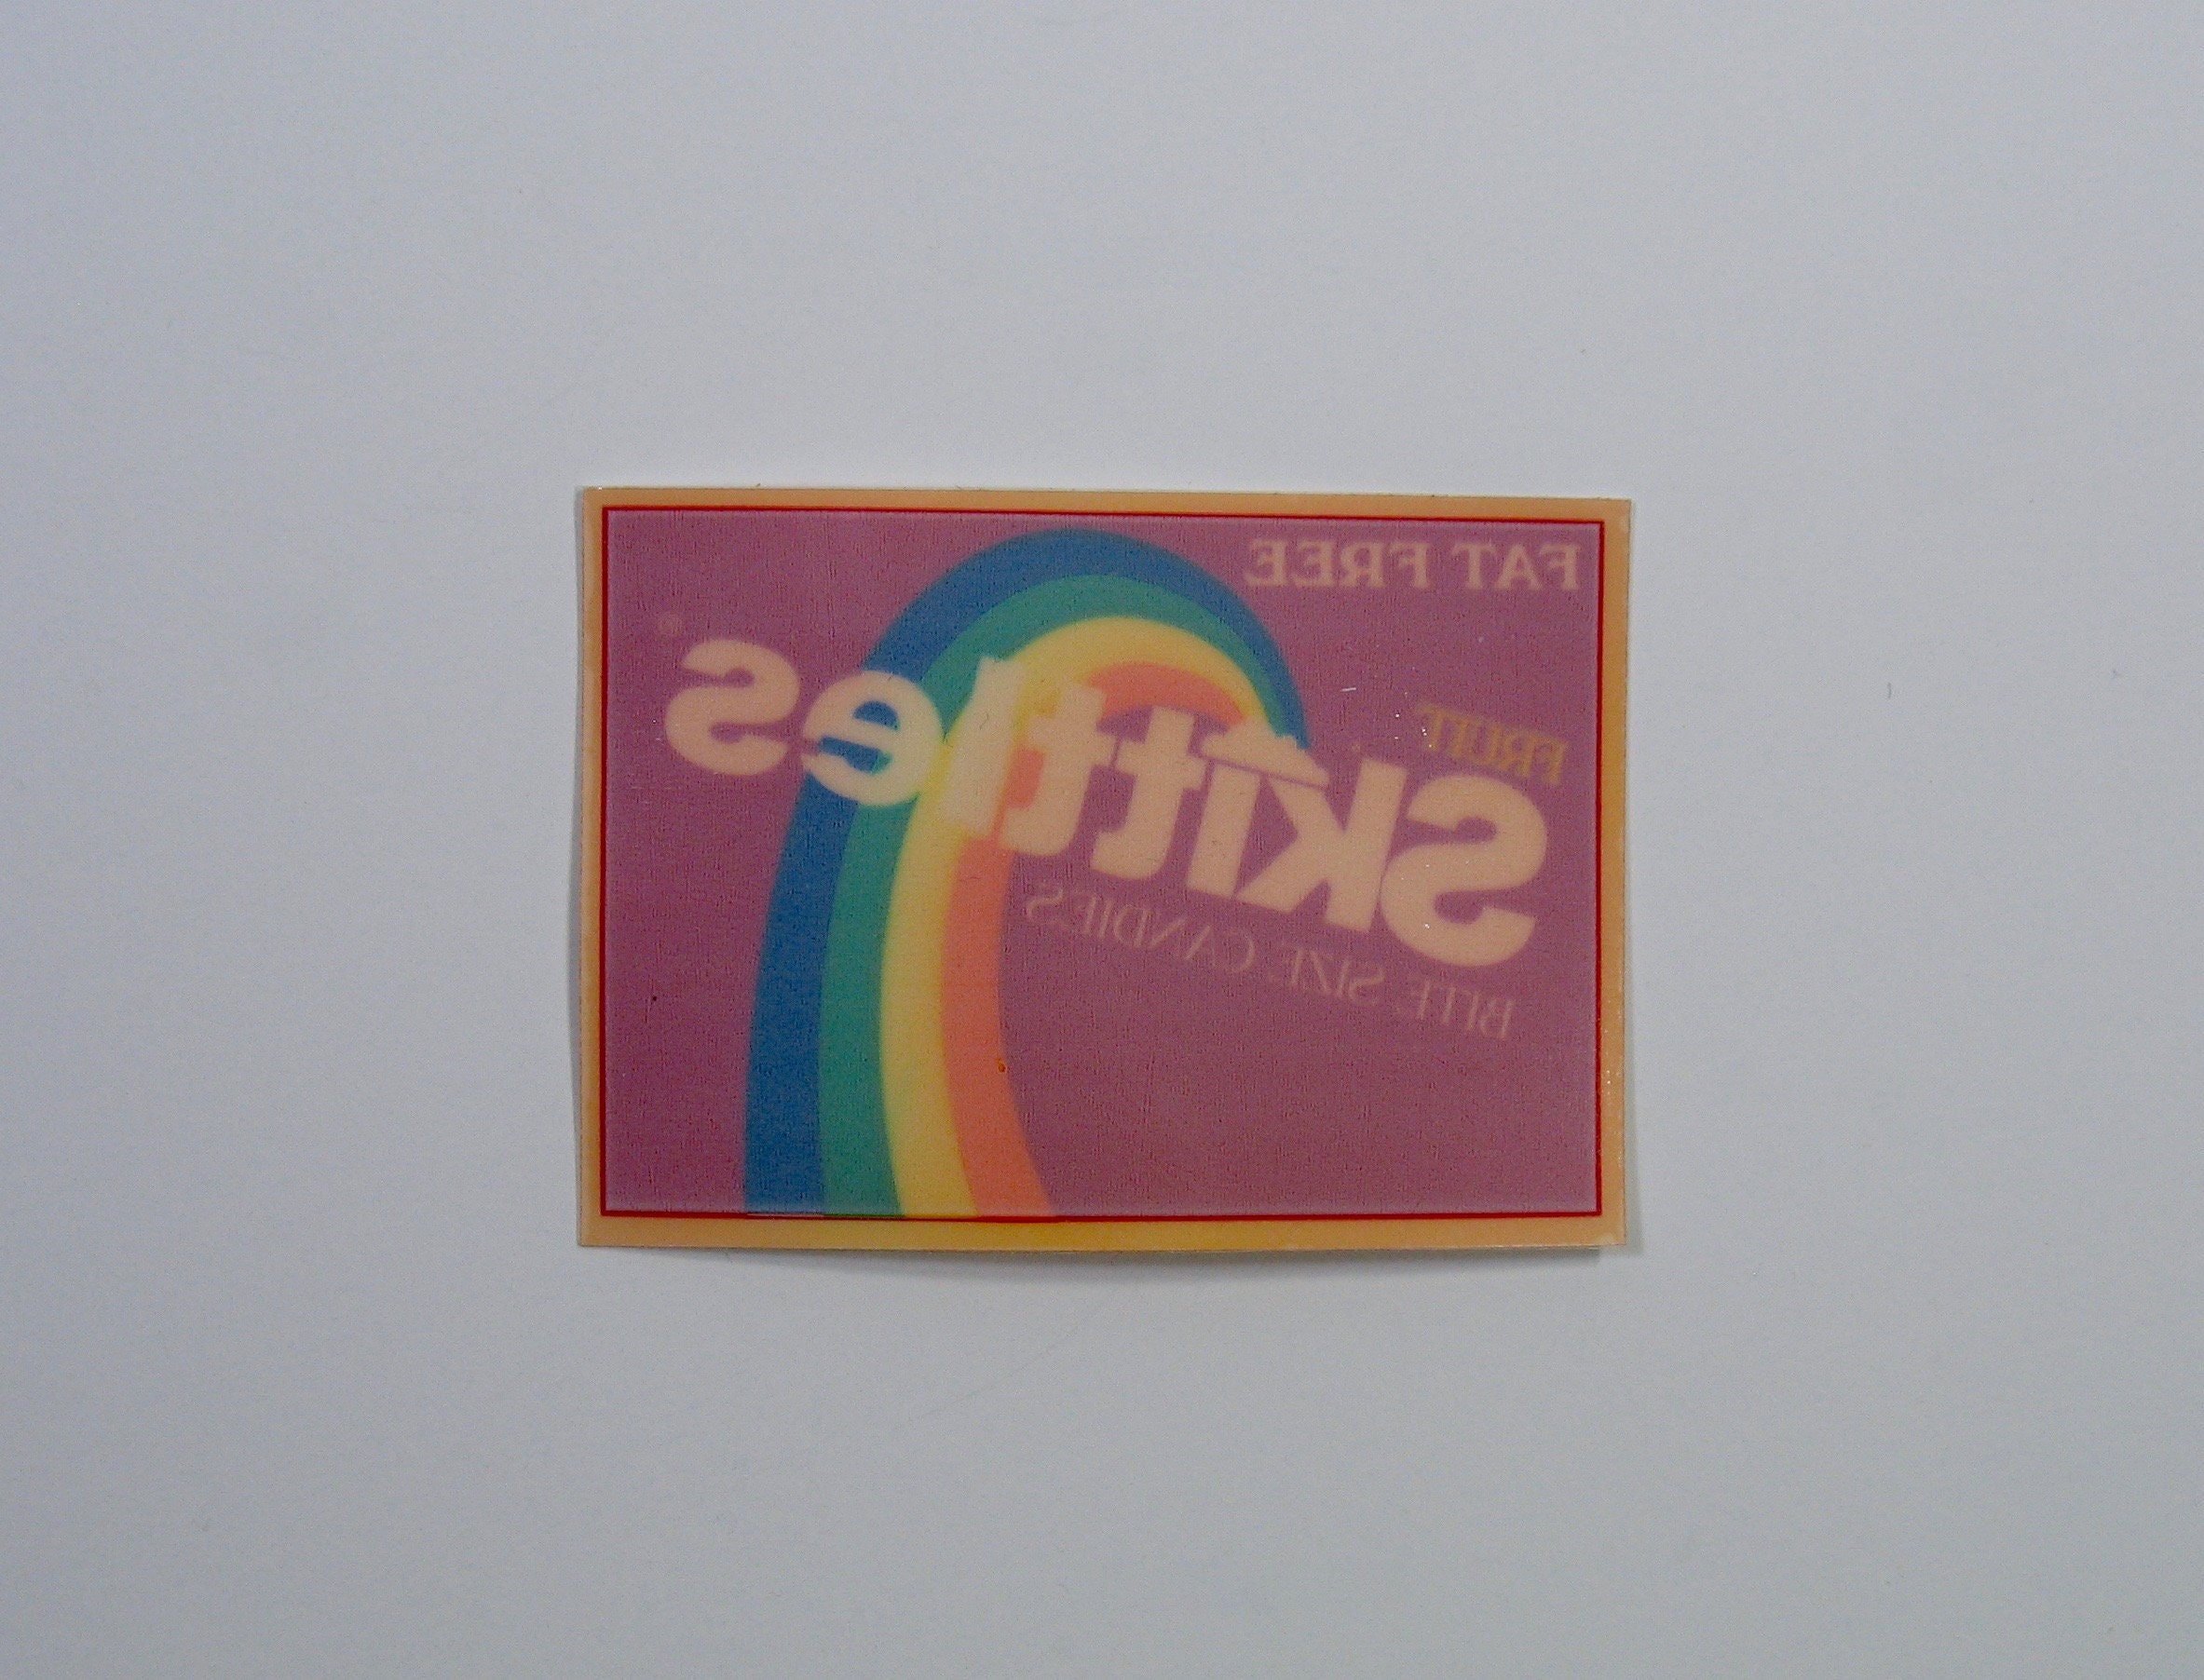 FAT FREE
FRUIT
Skittles®
BITE SIZE CANDIES